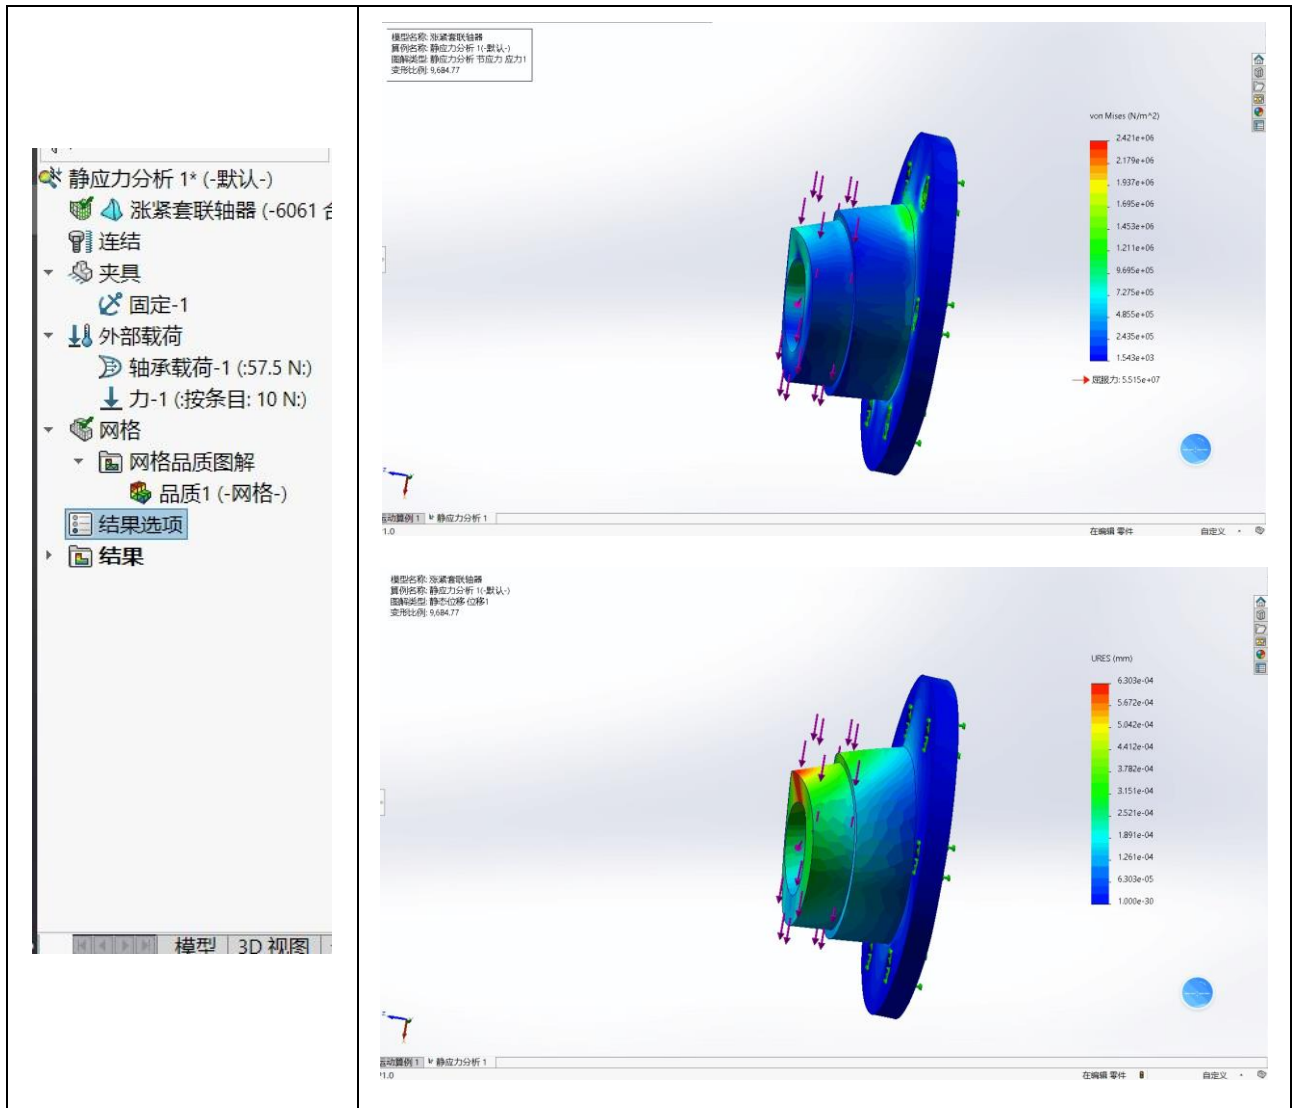 静应力分析 1* (-默认-)
涨紧套联轴器 (-6061 合
连结
夹具
固定-1
外部载荷
轴承载荷-1 (:57.5 N:)
力-1 (:按条目: 10 N:)
网格
网格品质图解
品质1 (-网格-)
结果选项
结果
模型
3D 视图
模型名称: 涨紧套联轴器
算例名称: 静应力分析 1(-默认-)
图解类型: 静应力分析 节应力 应力1
变形比例: 9,684.77
von Mises (N/m^2)
2.421e+06
2.179e+06
1.937e+06
1.695e+06
1.453e+06
1.211e+06
9.695e+05
7.275e+05
4.855e+05
2.435e+05
1.543e+03
屈服力: 5.515e+07
运动算例 1
静应力分析 1
在编辑 零件
自定义
模型名称: 涨紧套联轴器
算例名称: 静应力分析 1(-默认-)
图解类型: 静态位移 位移1
变形比例: 9,684.77
URES (mm)
6.303e-04
5.672e-04
5.042e-04
4.412e-04
3.782e-04
3.151e-04
2.521e-04
1.891e-04
1.261e-04
6.303e-05
1.000e-30
运动算例 1
静应力分析 1
在编辑 零件
自定义